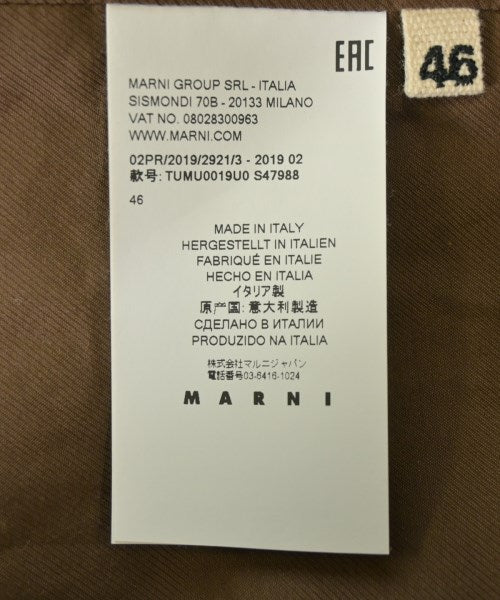 EAC
46
MARNI GROUP SRL - ITALIA
SISMONDI 70B - 20133 MILANO
VAT NO. 08028300963
WWW.MARNI.COM
02PR/2019/2921/3 - 2019 02
款号: TUMU0019U0 S47988
46
MADE IN ITALY
HERGESTELLT IN ITALIEN
FABRIQUÉ EN ITALIE
HECHO EN ITALIA
イタリア製
原产国: 意大利製造
СДЕЛАНО В ИТАЛИИ
PRODUZIDO NA ITALIA
株式会社マルニジャパン
電話番号03-6416-1024
MARNI